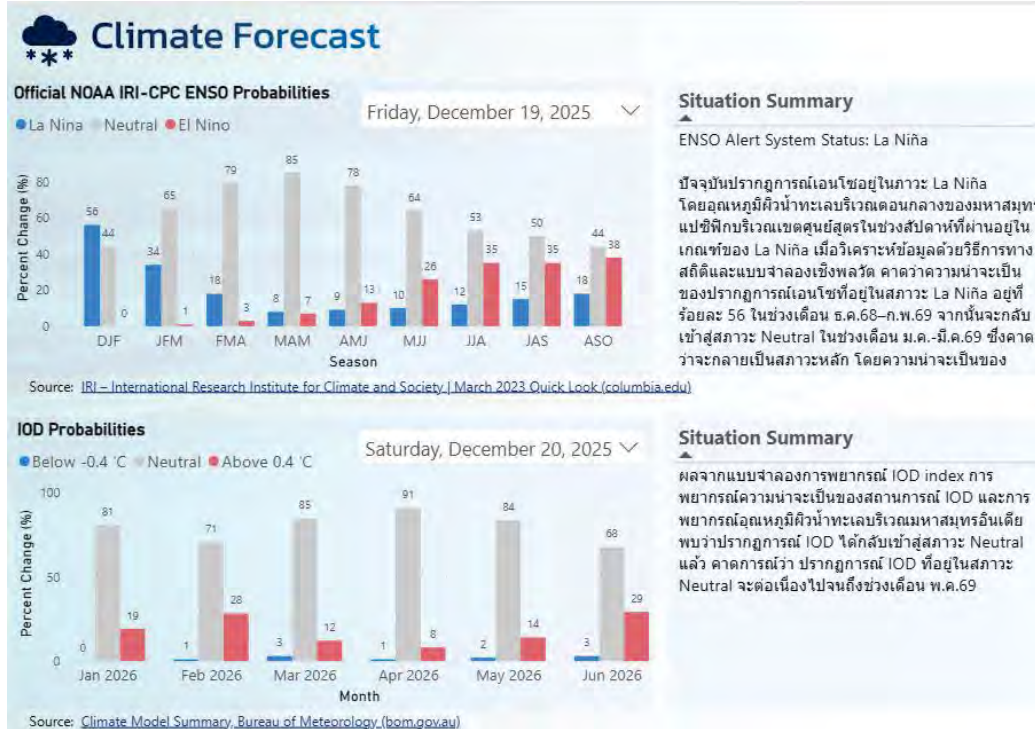 Climate Forecast
Official NOAA IRI-CPC ENSO Probabilities
Friday, December 19, 2025
La Nina Neutral El Nino
Percent Change (%)
80
60
40
20
0
56 44 0
34 65 1
18 79 3
8 85 7
9 78 13
10 64 26
12 53 35
15 50 35
18 44 38
DJF JFM FMA MAM AMJ MJJ JJA JAS ASO
Season
Source: IRI – International Research Institute for Climate and Society | March 2023 Quick Look (columbia.edu)
Situation Summary
ENSO Alert System Status: La Niña
ปัจจุบันปรากฏการณ์เอนโซอยู่ในภาวะ La Niña
โดยอุณหภูมิผิวน้ำทะเลบริเวณตอนกลางของมหาสมุทร
แปซิฟิกบริเวณเขตศูนย์สูตรในช่วงสัปดาห์ที่ผ่านอยู่ใน
เกณฑ์ของ La Niña เมื่อวิเคราะห์ข้อมูลด้วยวิธีการทาง
สถิติและแบบจำลองเชิงพลวัต คาดว่าความน่าจะเป็น
ของปรากฏการณ์เอนโซที่อยู่ในสภาวะ La Niña อยู่ที่
ร้อยละ 56 ในช่วงเดือน ธ.ค.68–ก.พ.69 จากนั้นจะกลับ
เข้าสู่สภาวะ Neutral ในช่วงเดือน ม.ค.-มี.ค.69 ซึ่งคาด
ว่าจะกลายเป็นสภาวะหลัก โดยความน่าจะเป็นของ
IOD Probabilities
Saturday, December 20, 2025
Below -0.4 °C Neutral Above 0.4 °C
Percent Change (%)
100
50
0
0 81 19
1 71 28
3 85 12
1 91 8
2 84 14
3 68 29
Jan 2026 Feb 2026 Mar 2026 Apr 2026 May 2026 Jun 2026
Month
Source: Climate Model Summary, Bureau of Meteorology (bom.gov.au)
Situation Summary
ผลจากแบบจำลองการพยากรณ์ IOD index การ
พยากรณ์ความน่าจะเป็นของสถานการณ์ IOD และการ
พยากรณ์อุณหภูมิผิวน้ำทะเลบริเวณมหาสมุทรอินเดีย
พบว่าปรากฏการณ์ IOD ได้กลับเข้าสู่สภาวะ Neutral
แล้ว คาดการณ์ว่า ปรากฏการณ์ IOD ที่อยู่ในสภาวะ
Neutral จะต่อเนื่องไปจนถึงช่วงเดือน พ.ค.69